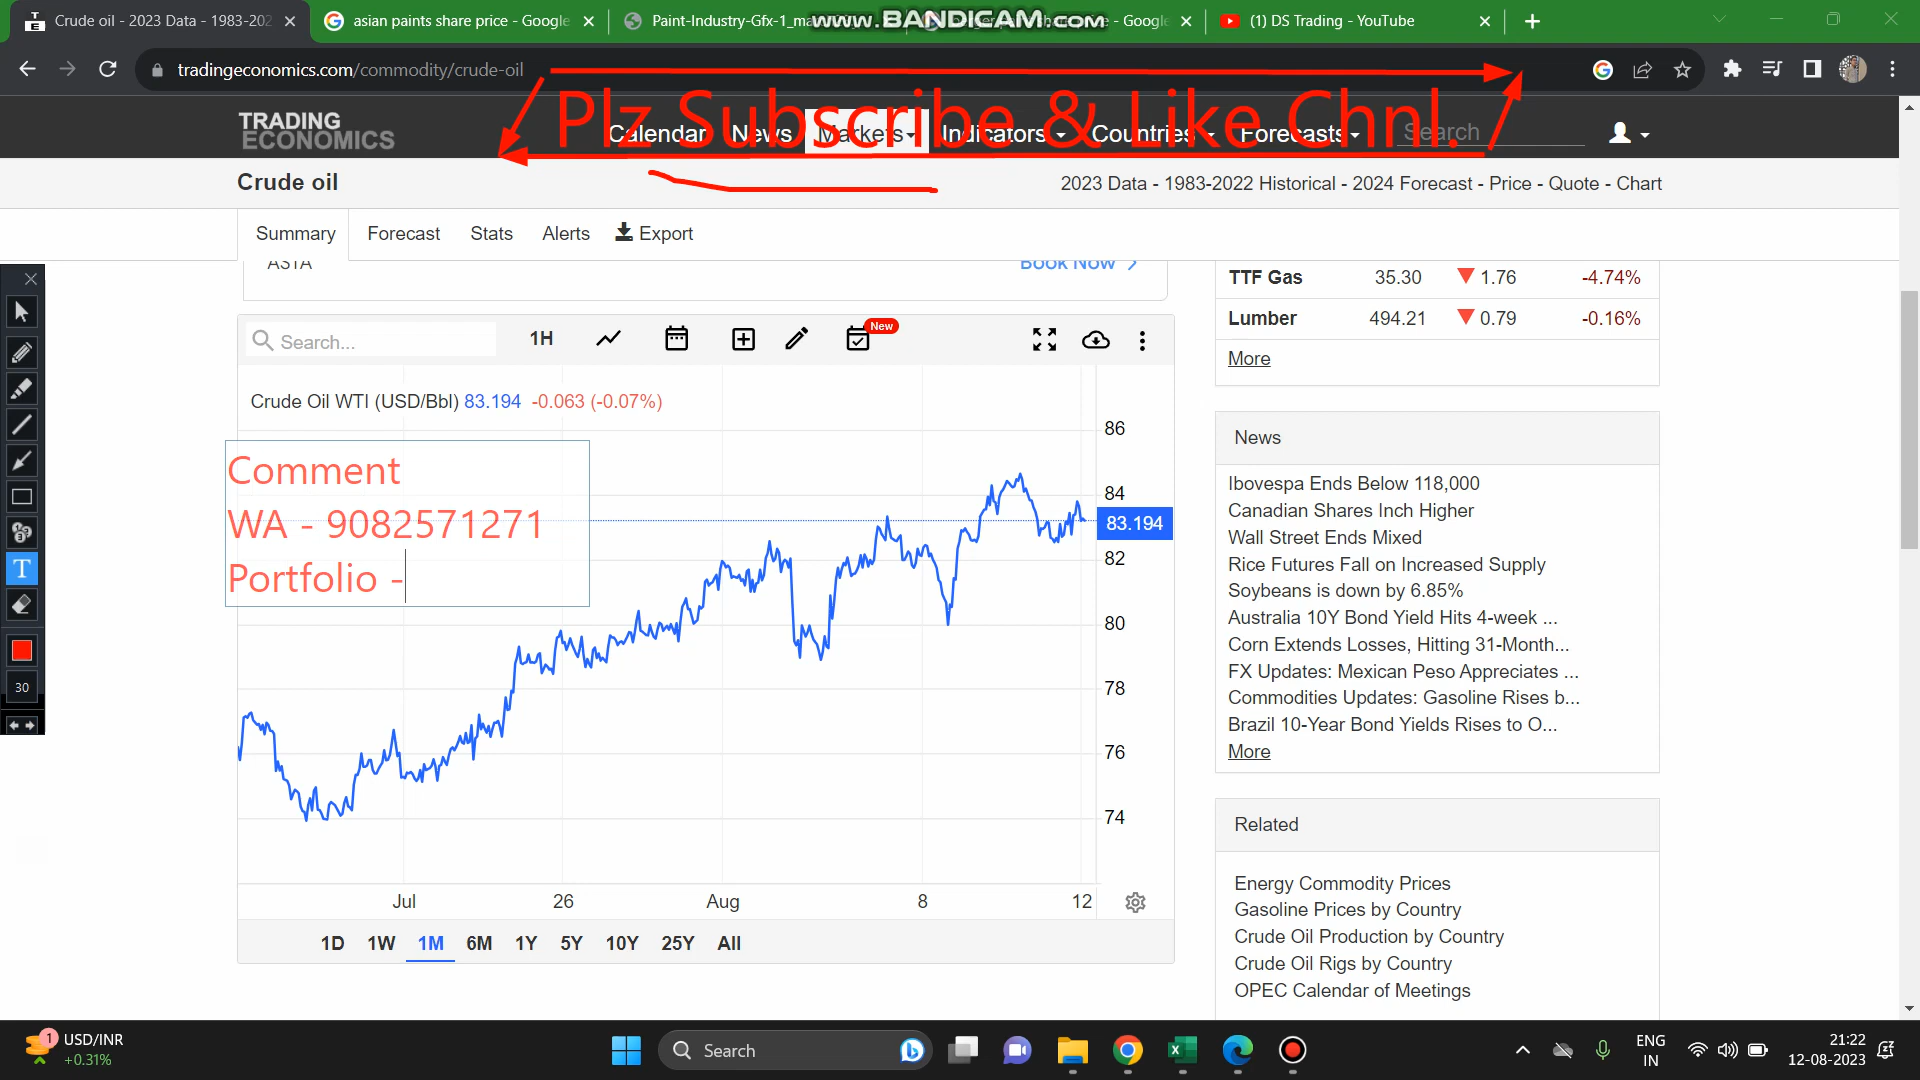 Crude oil - 2023 Data - 1983-202
asian paints share price - Google
Paint-Industry-Gfx-1_ma
www.BANDICAM.com
- Google
(1) DS Trading - YouTube
tradingeconomics.com/commodity/crude-oil
Plz Subscribe & Like Chnl.
TRADING
ECONOMICS
Calendar
News
Markets
Indicators
Countries
Forecasts
Search
Crude oil
2023 Data - 1983-2022 Historical - 2024 Forecast - Price - Quote - Chart
Summary
Forecast
Stats
Alerts
Export
ASTA
Book Now
TTF Gas 35.30 1.76 -4.74%
Lumber 494.21 0.79 -0.16%
More
Search...
1H
New
Crude Oil WTI (USD/Bbl) 83.194 -0.063 (-0.07%)
Comment
WA - 9082571271
Portfolio -
86
84
83.194
82
80
78
76
74
Jul
26
Aug
8
12
1D
1W
1M
6M
1Y
5Y
10Y
25Y
All
News
Ibovespa Ends Below 118,000
Canadian Shares Inch Higher
Wall Street Ends Mixed
Rice Futures Fall on Increased Supply
Soybeans is down by 6.85%
Australia 10Y Bond Yield Hits 4-week ...
Corn Extends Losses, Hitting 31-Month...
FX Updates: Mexican Peso Appreciates ...
Commodities Updates: Gasoline Rises b...
Brazil 10-Year Bond Yields Rises to O...
More
Related
Energy Commodity Prices
Gasoline Prices by Country
Crude Oil Production by Country
Crude Oil Rigs by Country
OPEC Calendar of Meetings
T
30
1
USD/INR
+0.31%
Search
ENG
IN
21:22
12-08-2023